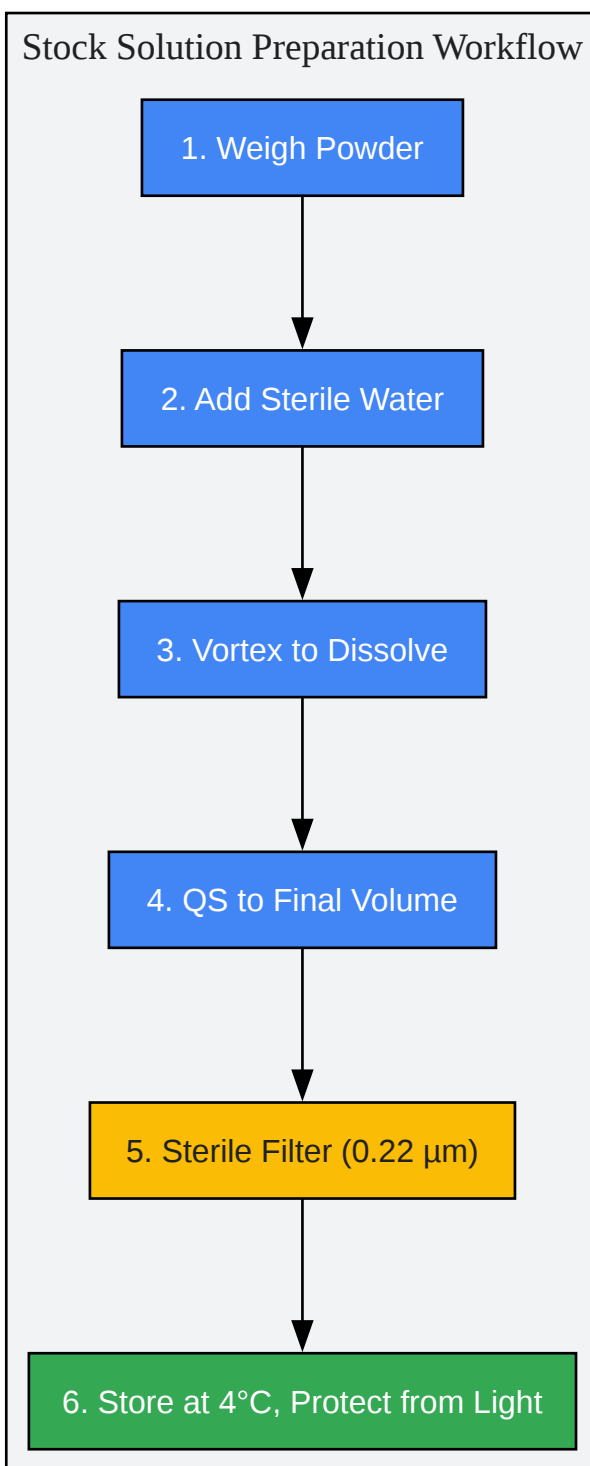 Stock Solution Preparation Workflow
1. Weigh Powder
2. Add Sterile Water
3. Vortex to Dissolve
4. QS to Final Volume
5. Sterile Filter (0.22 µm)
6. Store at 4°C, Protect from Light